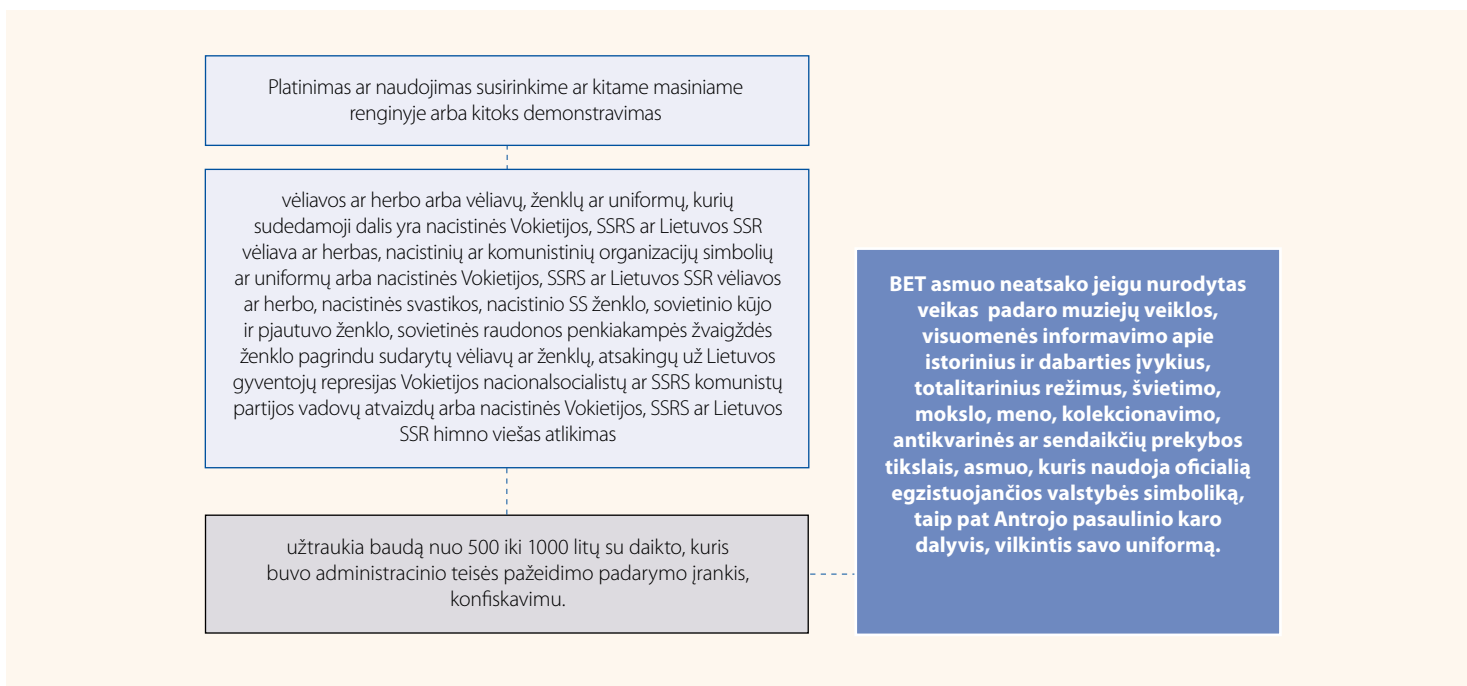 Platinimas ar naudojimas susirinkime ar kitame masiniame
renginyje arba kitoks demonstravimas
vėliavos ar herbo arba vėliavų, ženklų ar uniformų, kurių
sudedamoji dalis yra nacistinės Vokietijos, SSRS ar Lietuvos SSR
vėliava ar herbas, nacistinių ar komunistinių organizacijų simbolių
ar uniformų arba nacistinės Vokietijos, SSRS ar Lietuvos SSR vėliavos
ar herbo, nacistinės svastikos, nacistinio SS ženklo, sovietinio kūjo
ir pjautuvo ženklo, sovietinės raudonos penkiakampės žvaigždės
ženklo pagrindu sudarytų vėliavų ar ženklų, atsakingų už Lietuvos
gyventojų represijas Vokietijos nacionalsocialistų ar SSRS komunistų
partijos vadovų atvaizdų arba nacistinės Vokietijos, SSRS ar Lietuvos
SSR himno viešas atlikimas
užtraukia baudą nuo 500 iki 1000 litų su daikto, kuris
buvo administracinio teisės pažeidimo padarymo įrankis,
konfiskavimu.
BET asmuo neatsako jeigu nurodytas
veikas padaro muziejų veiklos,
visuomenės informavimo apie
istorinius ir dabarties įvykius,
totalitarinius režimus, švietimo,
mokslo, meno, kolekcionavimo,
antikvarinės ar sendaikčių prekybos
tikslais, asmuo, kuris naudoja oficialią
egzistuojančios valstybės simboliką,
taip pat Antrojo pasaulinio karo
dalyvis, vilkintis savo uniformą.